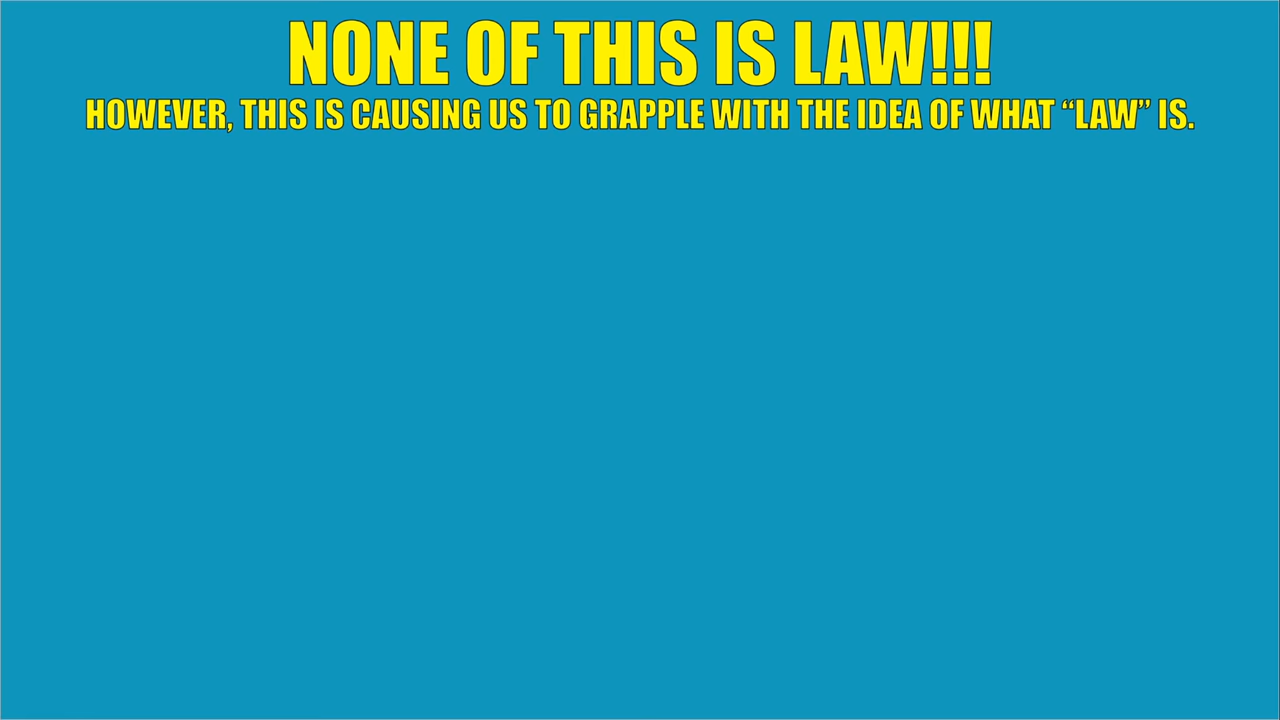 NONE OF THIS IS LAW!!!
HOWEVER, THIS IS CAUSING US TO GRAPPLE WITH THE IDEA OF WHAT “LAW” IS.